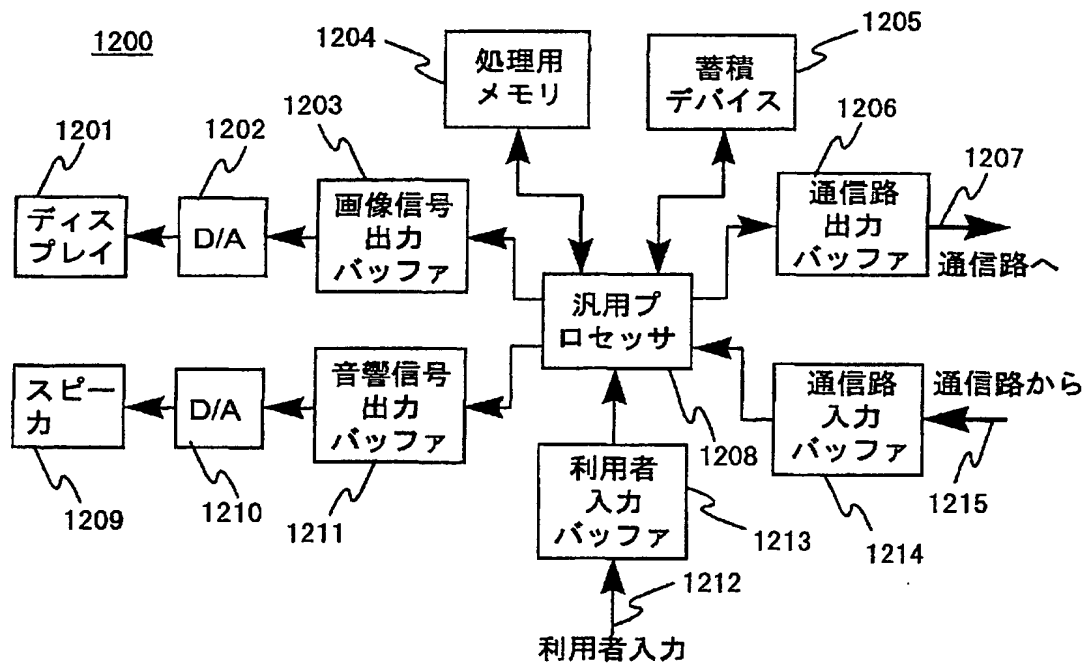 1200
1204
処理用
メモリ
蓄積
デバイス
1205
1201
1202
1203
1206
1207
ディス
プレイ
D/A
画像信号
出力
バッファ
通信路
出力
バッファ
通信路へ
汎用プ
ロセッサ
スピー
カ
D/A
音響信号
出力
バッファ
通信路
入力
バッファ
通信路から
1208
1209
1210
1211
利用者
入力
バッファ
1213
1214
1215
1212
利用者入力